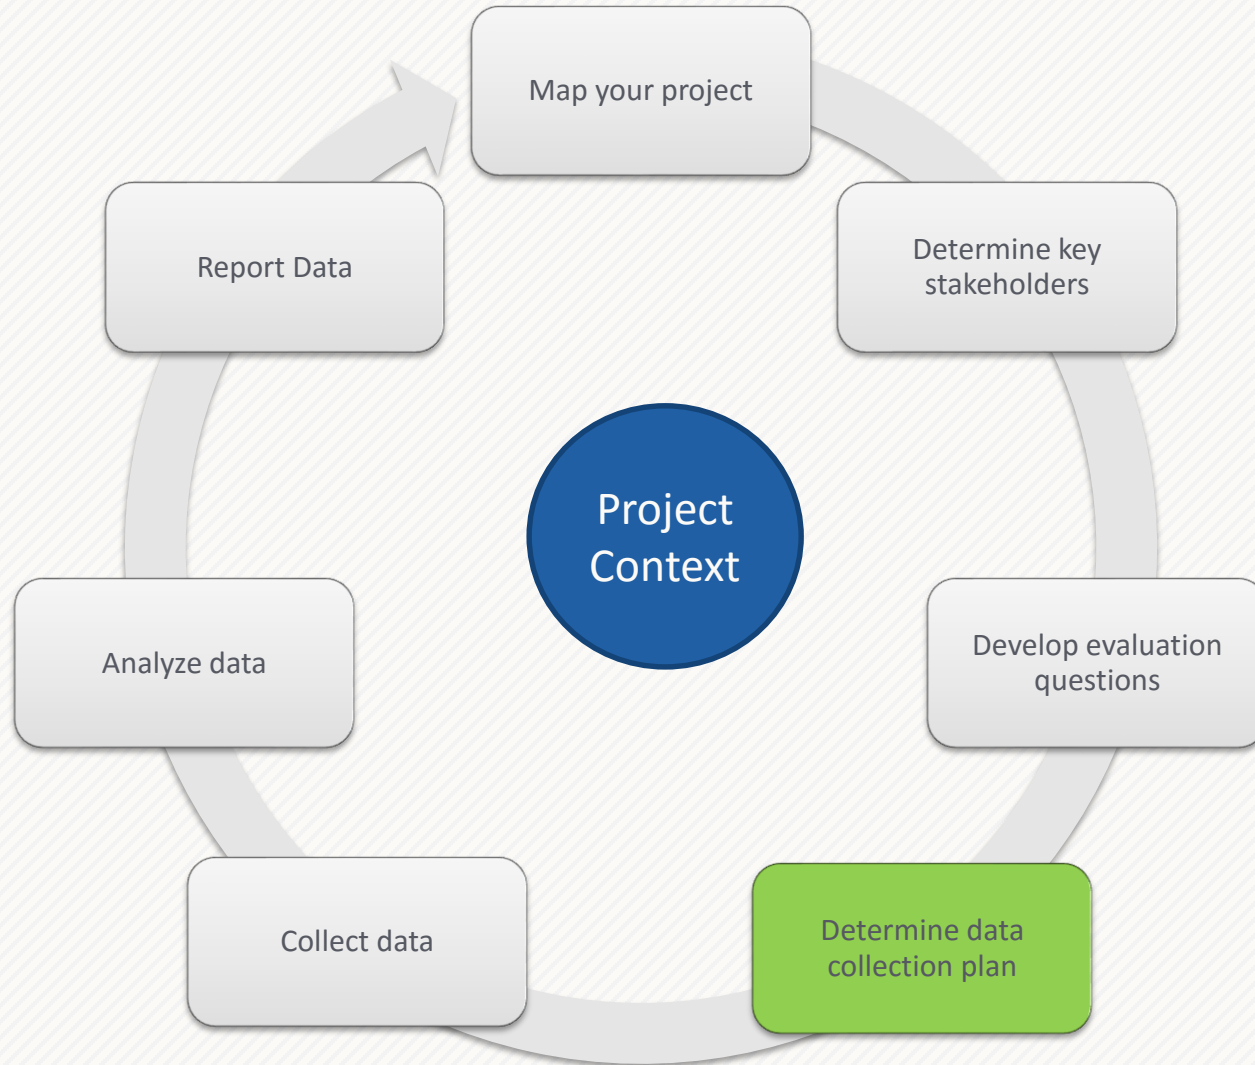 Map your project
Determine key
stakeholders
Develop evaluation
questions
Determine data
collection plan
Collect data
Analyze data
Report Data
Project
Context